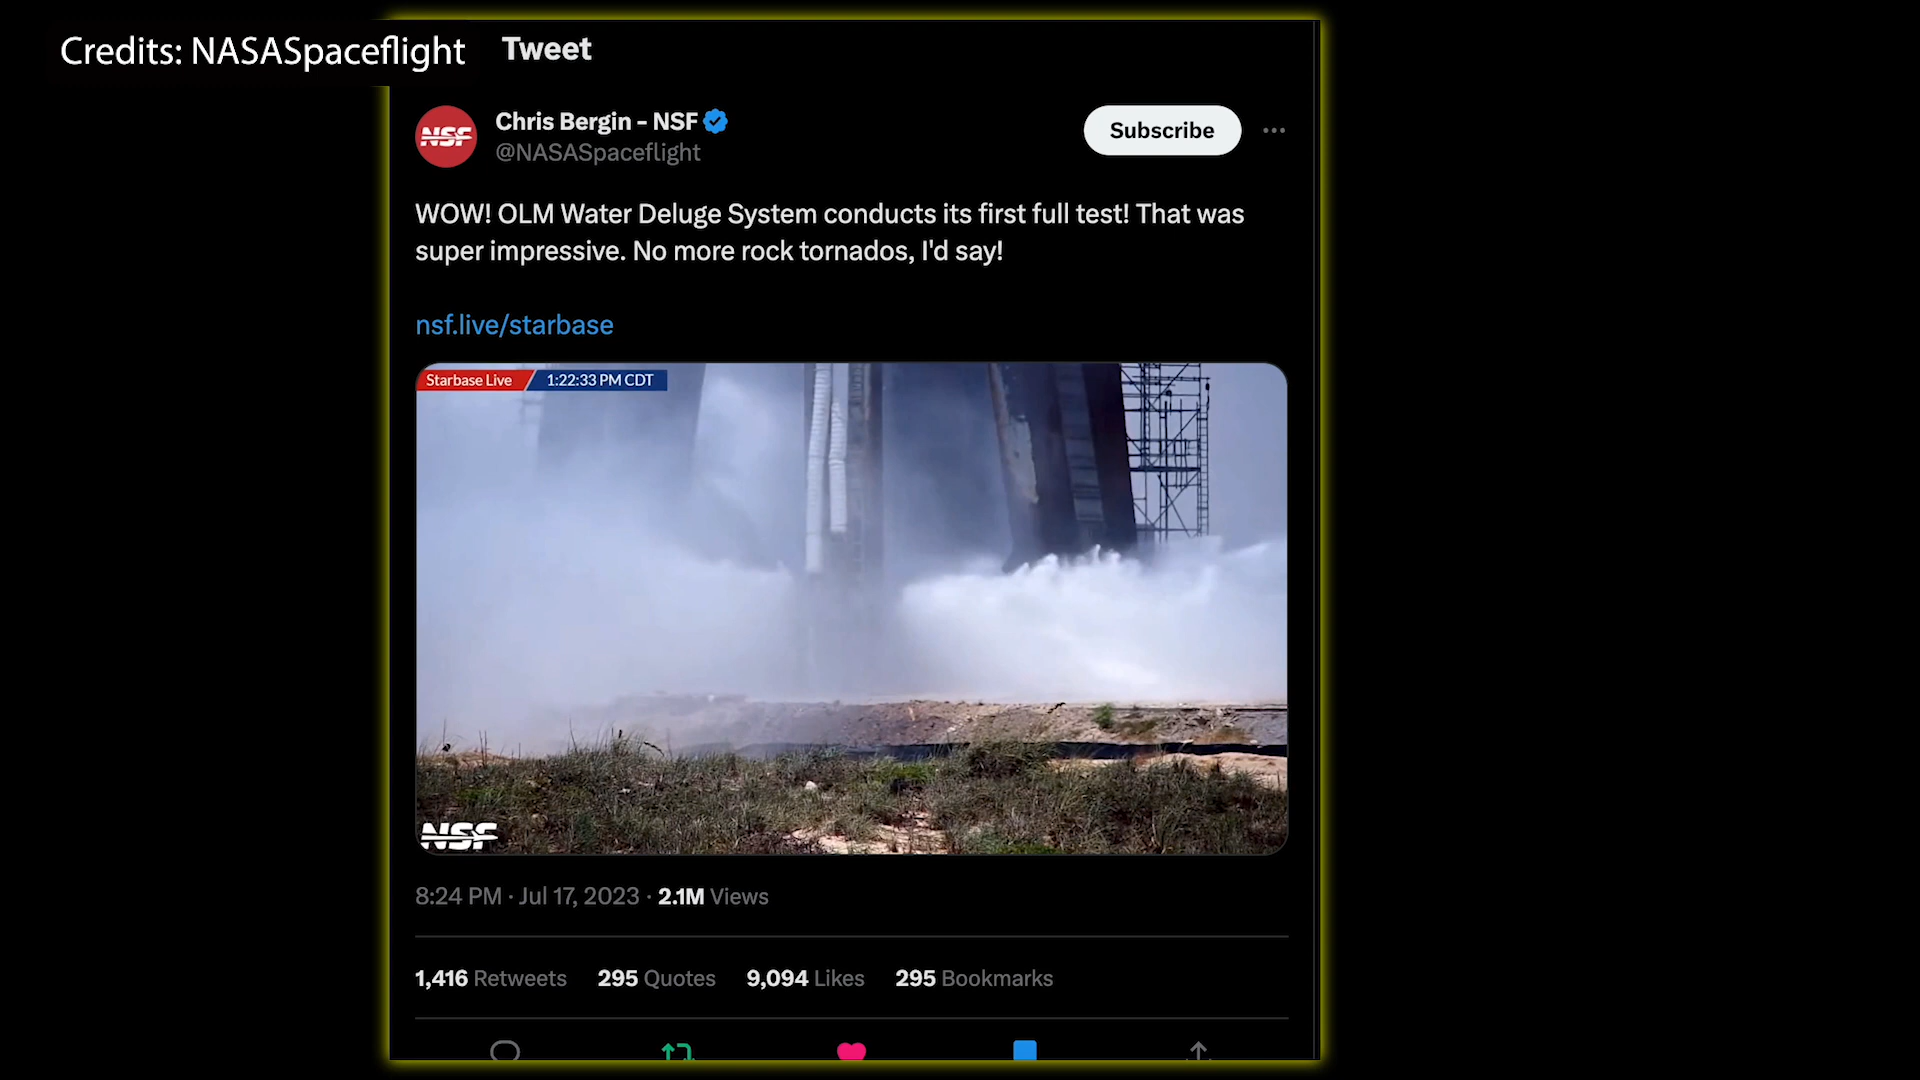 Credits: NASASpaceflight
Tweet
NSF
Chris Bergin - NSF
Subscribe
@NASASpaceflight
WOW! OLM Water Deluge System conducts its first full test! That was
super impressive. No more rock tornados, I'd say!
nsf.live/starbase
Starbase Live 1:22:33 PM CDT
NSF
8:24 PM · Jul 17, 2023 · 2.1M Views
1,416 Retweets 295 Quotes 9,094 Likes 295 Bookmarks